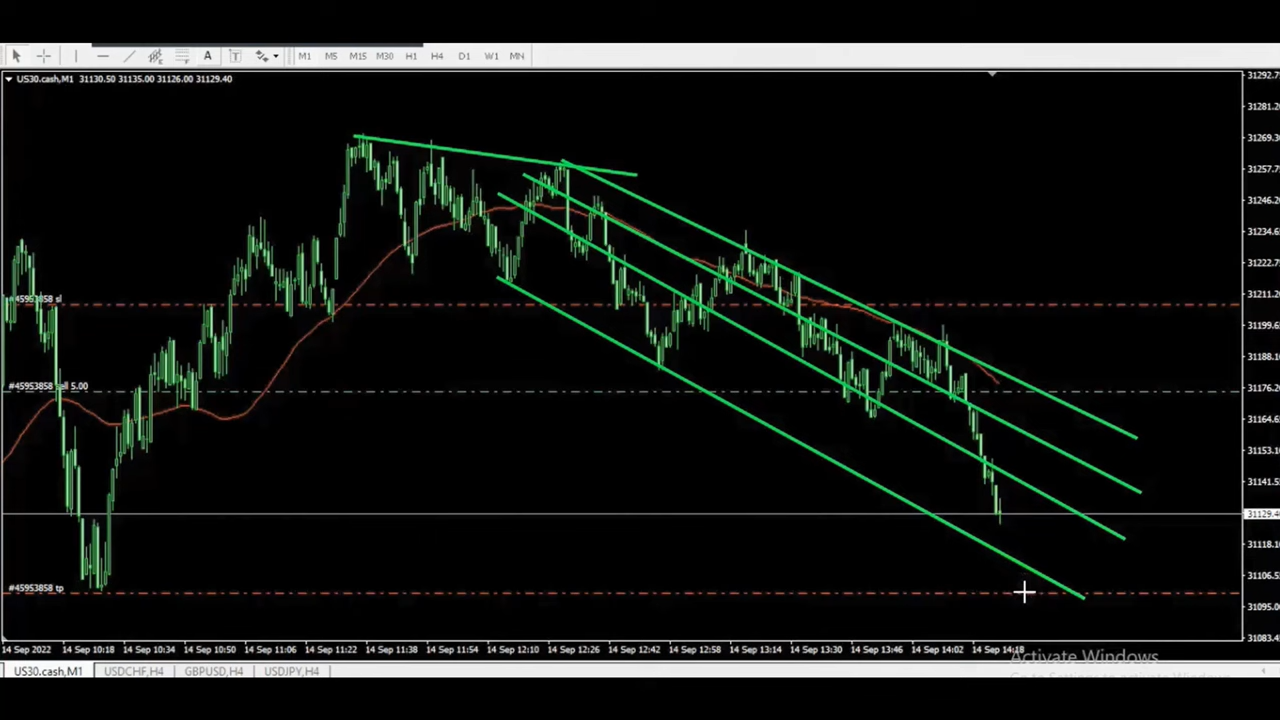 A T M1 M5 M15 M30 H1 H4 D1 W1 MN
US30.cash,M1 31130.50 31135.00 31126.00 31129.40
31292.7
31281.20
31269.3
31257.7
31246.20
31234.6
31222.7
31211.2
#45953858 sl
31199.6
31188.1
#45953858 sell 5.00
31176.2
31164.6
31153.1
31141.5
31129.4
31118.1
31106.5
#45953858 tp
31095.0
31083.4
14 Sep 2022 14 Sep 10:18 14 Sep 10:34 14 Sep 10:50 14 Sep 11:06 14 Sep 11:22 14 Sep 11:38 14 Sep 11:54 14 Sep 12:10 14 Sep 12:26 14 Sep 12:42 14 Sep 12:58 14 Sep 13:14 14 Sep 13:30 14 Sep 13:46 14 Sep 14:02 14 Sep 14:18
Activate Windows
US30.cash,M1 USDCHF,H4 GBPUSD,H4 USDJPY,H4